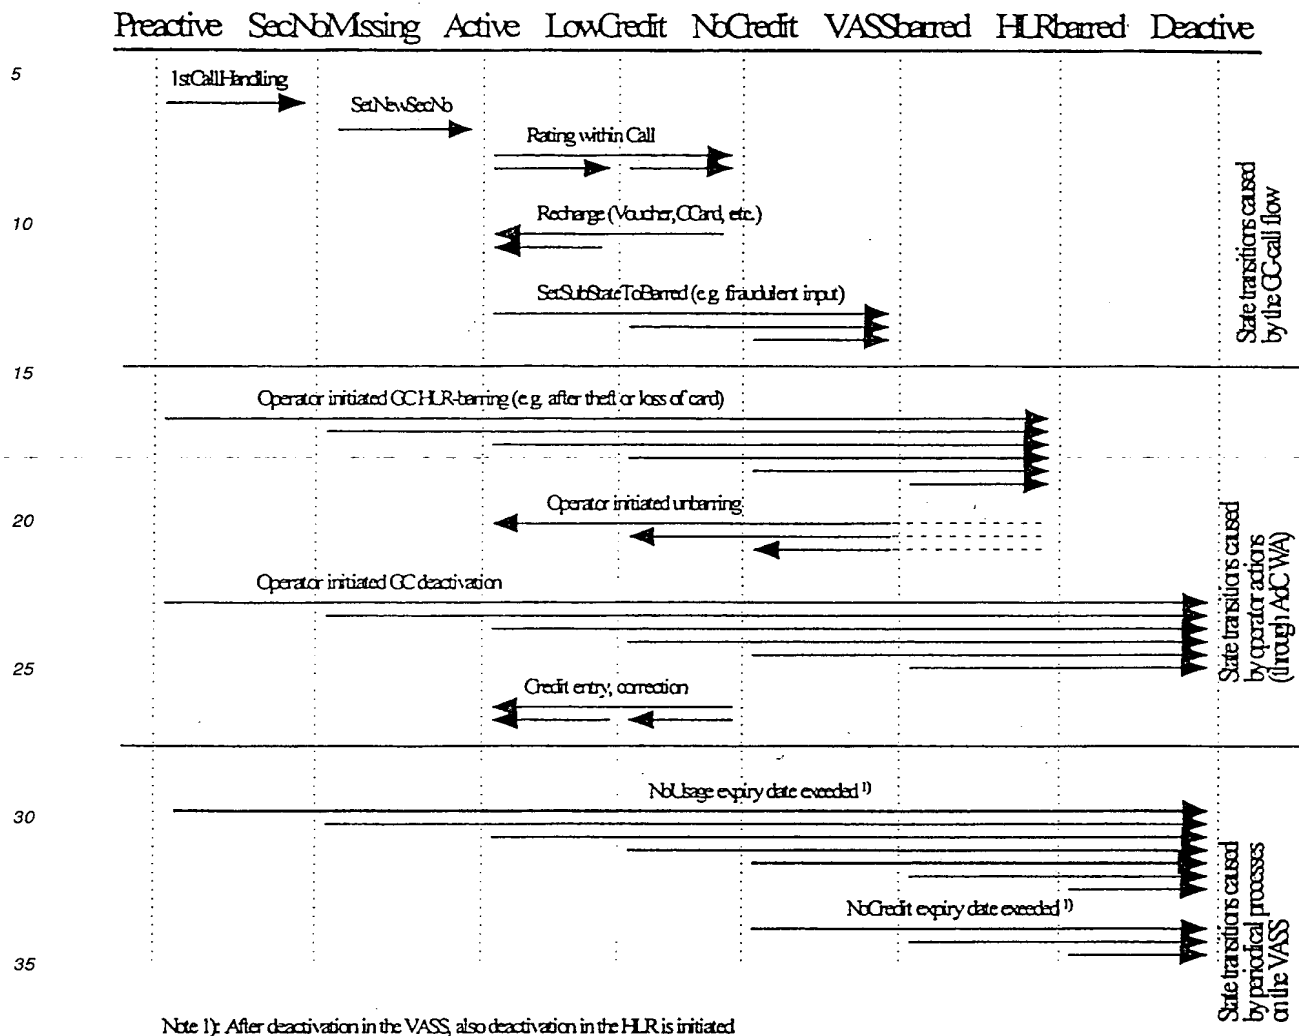 Preactive SecNoMissing Active LowCredit NoCredit VASSbarred HLRbarred Deactive
5
1stCallHandling
SetNewSecNo
Rating within Call
10
Recharge (Voucher, CCard, etc.)
SetSubStateToBarred (e.g. fraudulent input)
State transitions caused
by the GC-call flow
15
Operator initiated GC HLR-barring (e.g. after theft or loss of card)
20
Operator initiated unbarring
Operator initiated GC deactivation
25
Credit entry, correction
State transitions caused
by operator actions
(through AdC WA)
NoUsage expiry date exeeded 1)
30
NoCredit expiry date exeeded 1)
35
State transitions caused
by periodical processes
on the VASS
Note 1): After deactivation in the VASS, also deactivation in the HLR is initiated